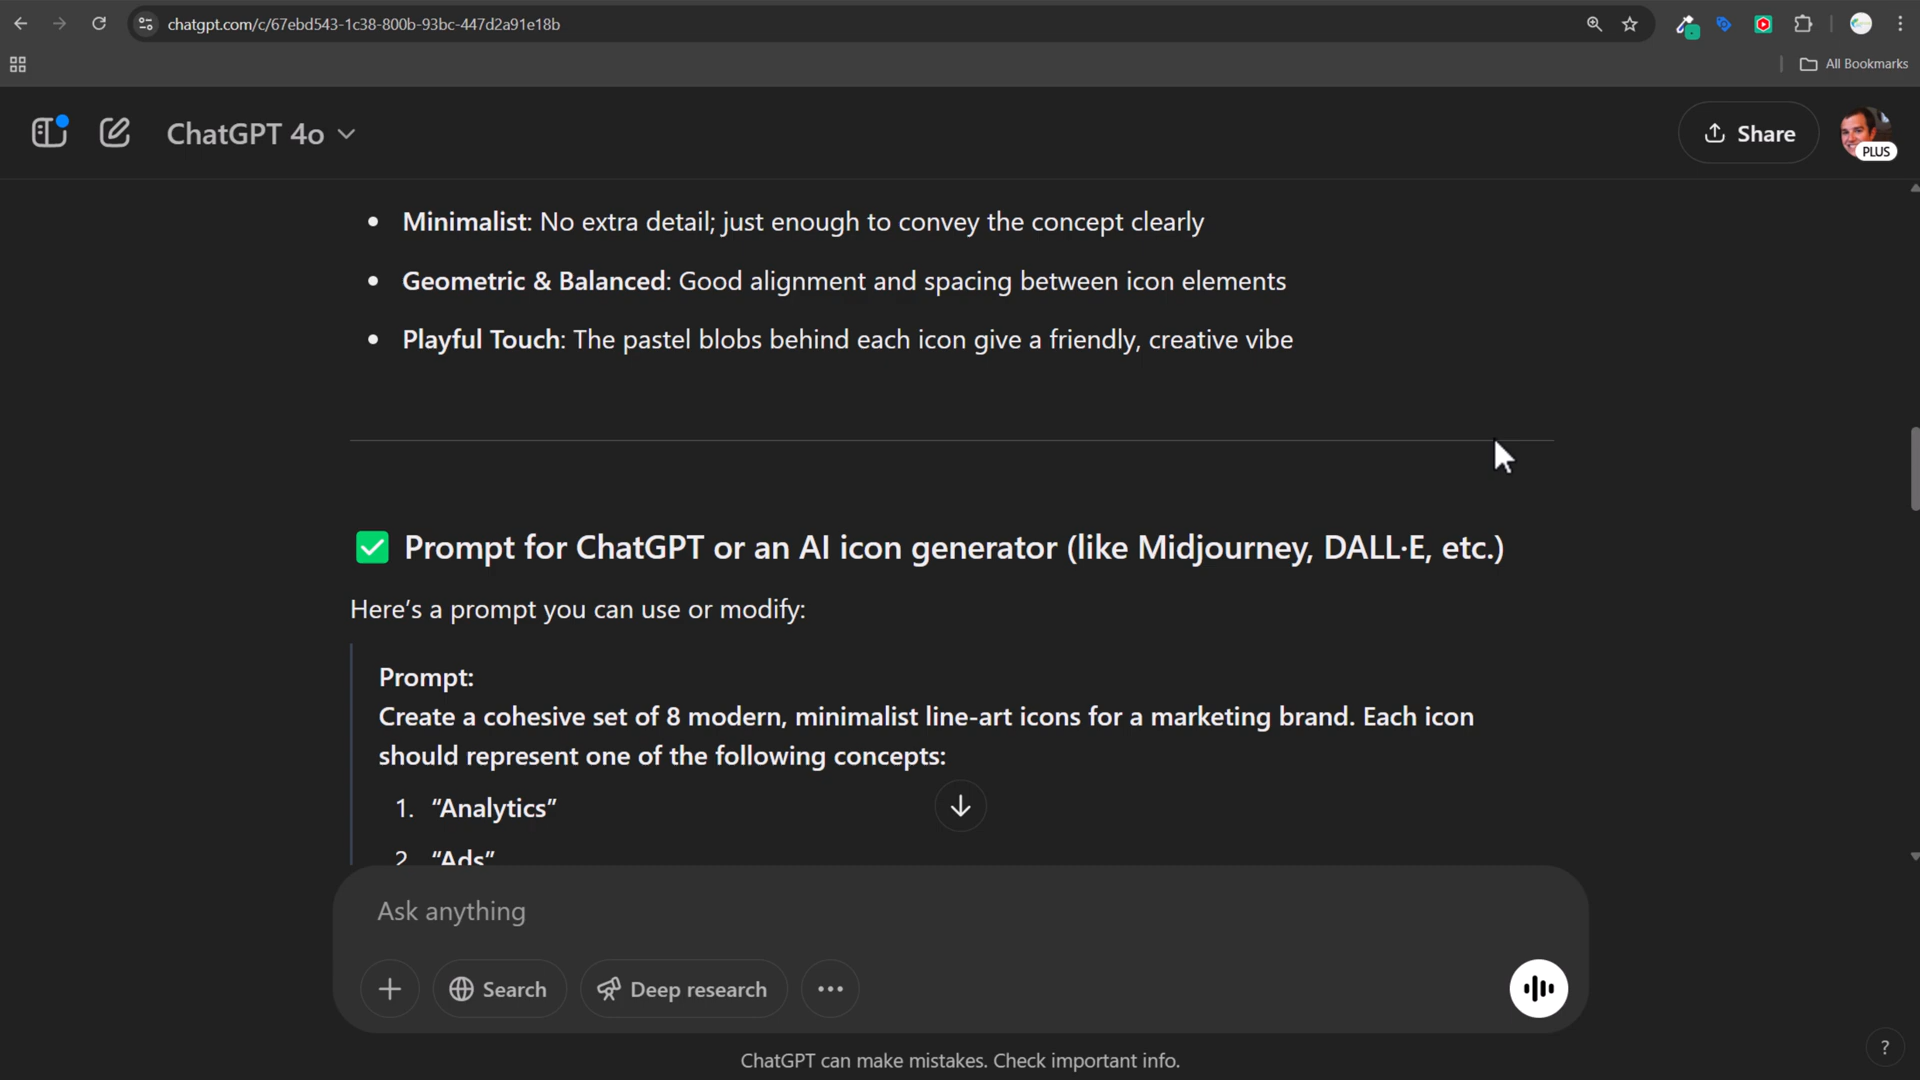 chatgpt.com/c/67ebd543-1c38-800b-93bc-447d2a91e18b
All Bookmarks
ChatGPT 4o
Share
PLUS
• Minimalist: No extra detail; just enough to convey the concept clearly
• Geometric & Balanced: Good alignment and spacing between icon elements
• Playful Touch: The pastel blobs behind each icon give a friendly, creative vibe
✅ Prompt for ChatGPT or an AI icon generator (like Midjourney, DALL·E, etc.)
Here’s a prompt you can use or modify:
Prompt:
Create a cohesive set of 8 modern, minimalist line-art icons for a marketing brand. Each icon
should represent one of the following concepts:
1. “Analytics”
2. “Ads”
Ask anything
Search
Deep research
ChatGPT can make mistakes. Check important info.
?